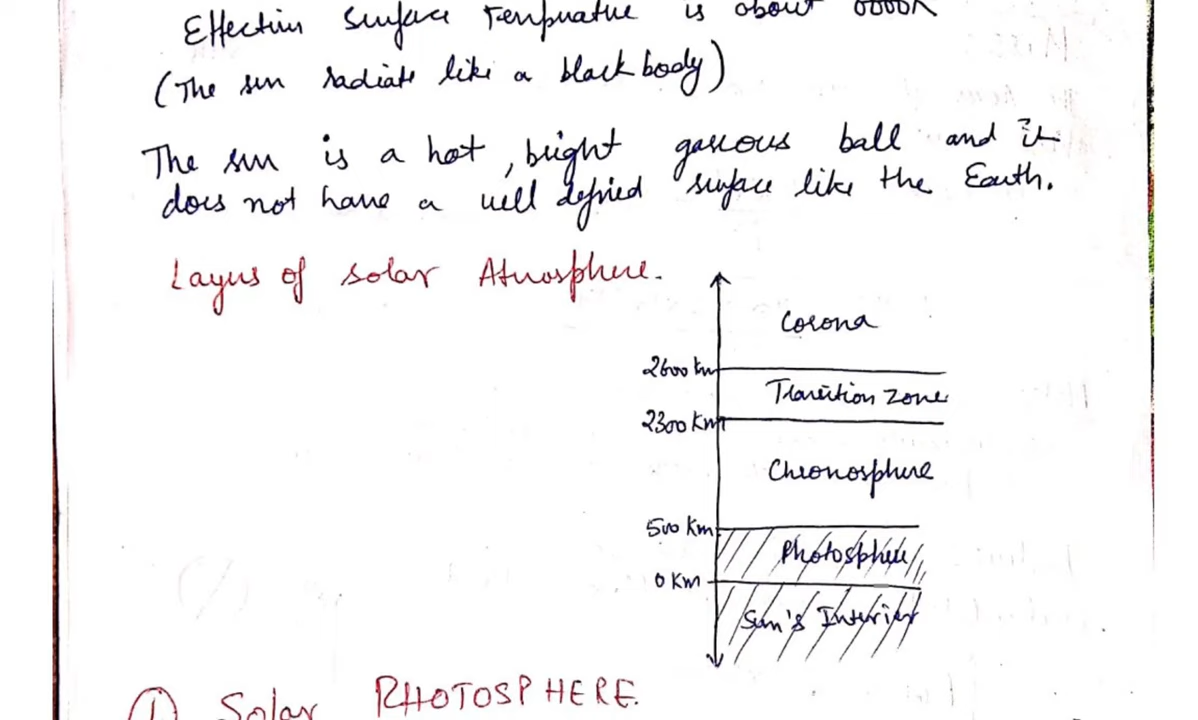 Effective surface Temperature is about 6000K
(The sun radiate like a black body)
The sun is a hot, bright gaseous ball and it
does not have a well defined surface like the Earth.
Layers of solar Atmosphere.
Corona
2600 km
Transition zone
2300 Km
Chromosphere
500 Km
Photosphere
0 Km
Sun's Interior
① Solar PHOTOSPHERE.